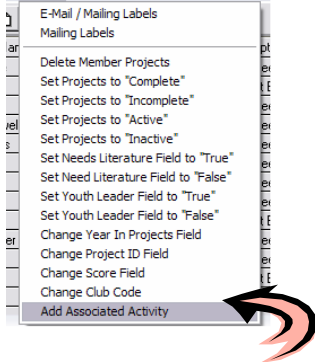 E-Mail / Mailing Labels
Mailing Labels
Delete Member Projects
Set Projects to "Complete"
Set Projects to "Incomplete"
Set Projects to "Active"
Set Projects to "Inactive"
Set Needs Literature Field to "True"
Set Need Literature Field to "False"
Set Youth Leader Field to "True"
Set Youth Leader Field to "False"
Change Year In Projects Field
Change Project ID Field
Change Score Field
Change Club Code
Add Associated Activity